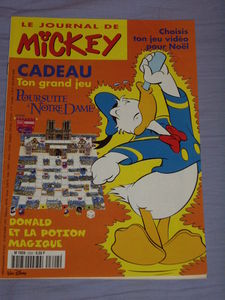 LE JOURNAL DE
MiCKEY
Choisis
ton jeu vidéo
pour Noël
CADEAU
Ton grand jeu
POURSUITE
À NOTRE DAME
DONALD
ET LA POTION
MAGIQUE